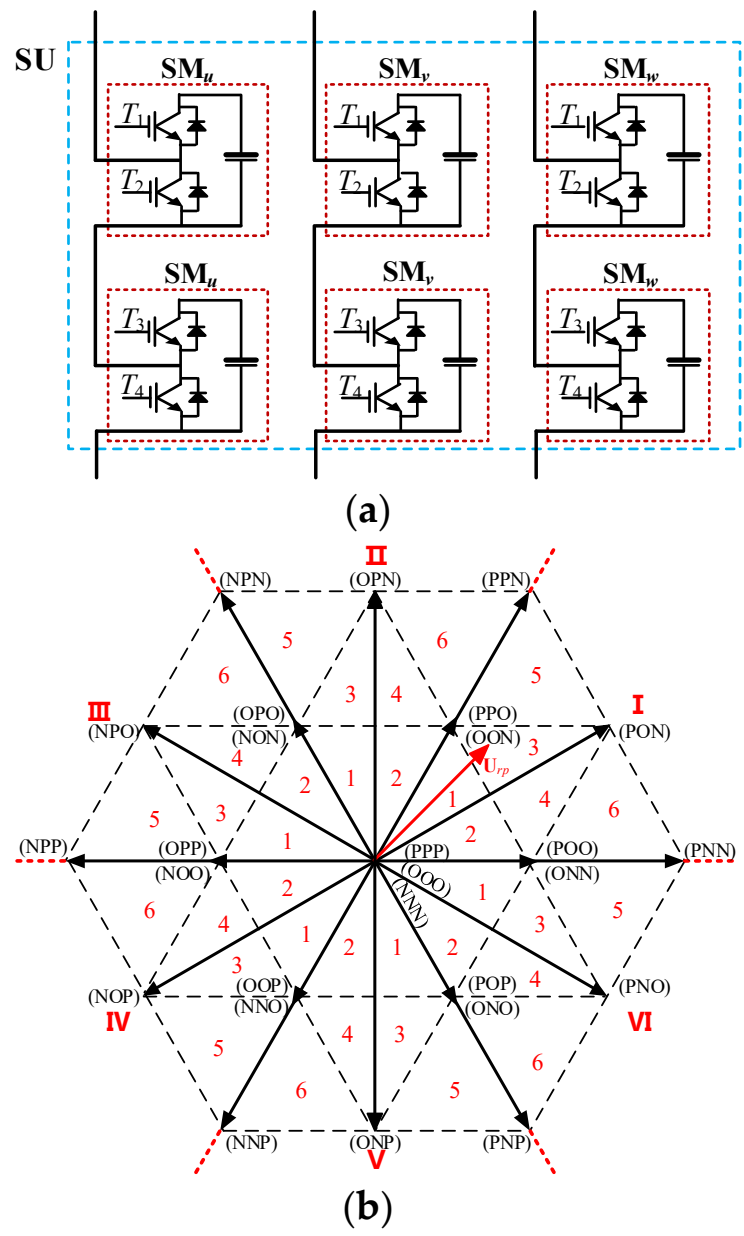 SU
SMu SMv SMw
T1 T1 T1
T2 T2 T2
SMu SMv SMw
T3 T3 T3
T4 T4 T4
(a)
II
(NPN) (OPN) (PPN)
5 6
6 3 4 5
III I
(NPO) (OPO) (PPO) (PON)
(NON) (OON) 3
4 2 1 2 Urp
5 3 1 4 6
1 2
(NPP) (OPP) (PPP) (POO) (PNN)
(NOO) (OOO) (ONN)
(NNN)
2 1
6 4 1 2 1 2 3 5
3 4
(NOP) (OOP) (POP) (PNO)
(NNO) (ONO)
IV VI
5 4 3 6
6 5
(NNP) (ONP) (PNP)
V
(b)